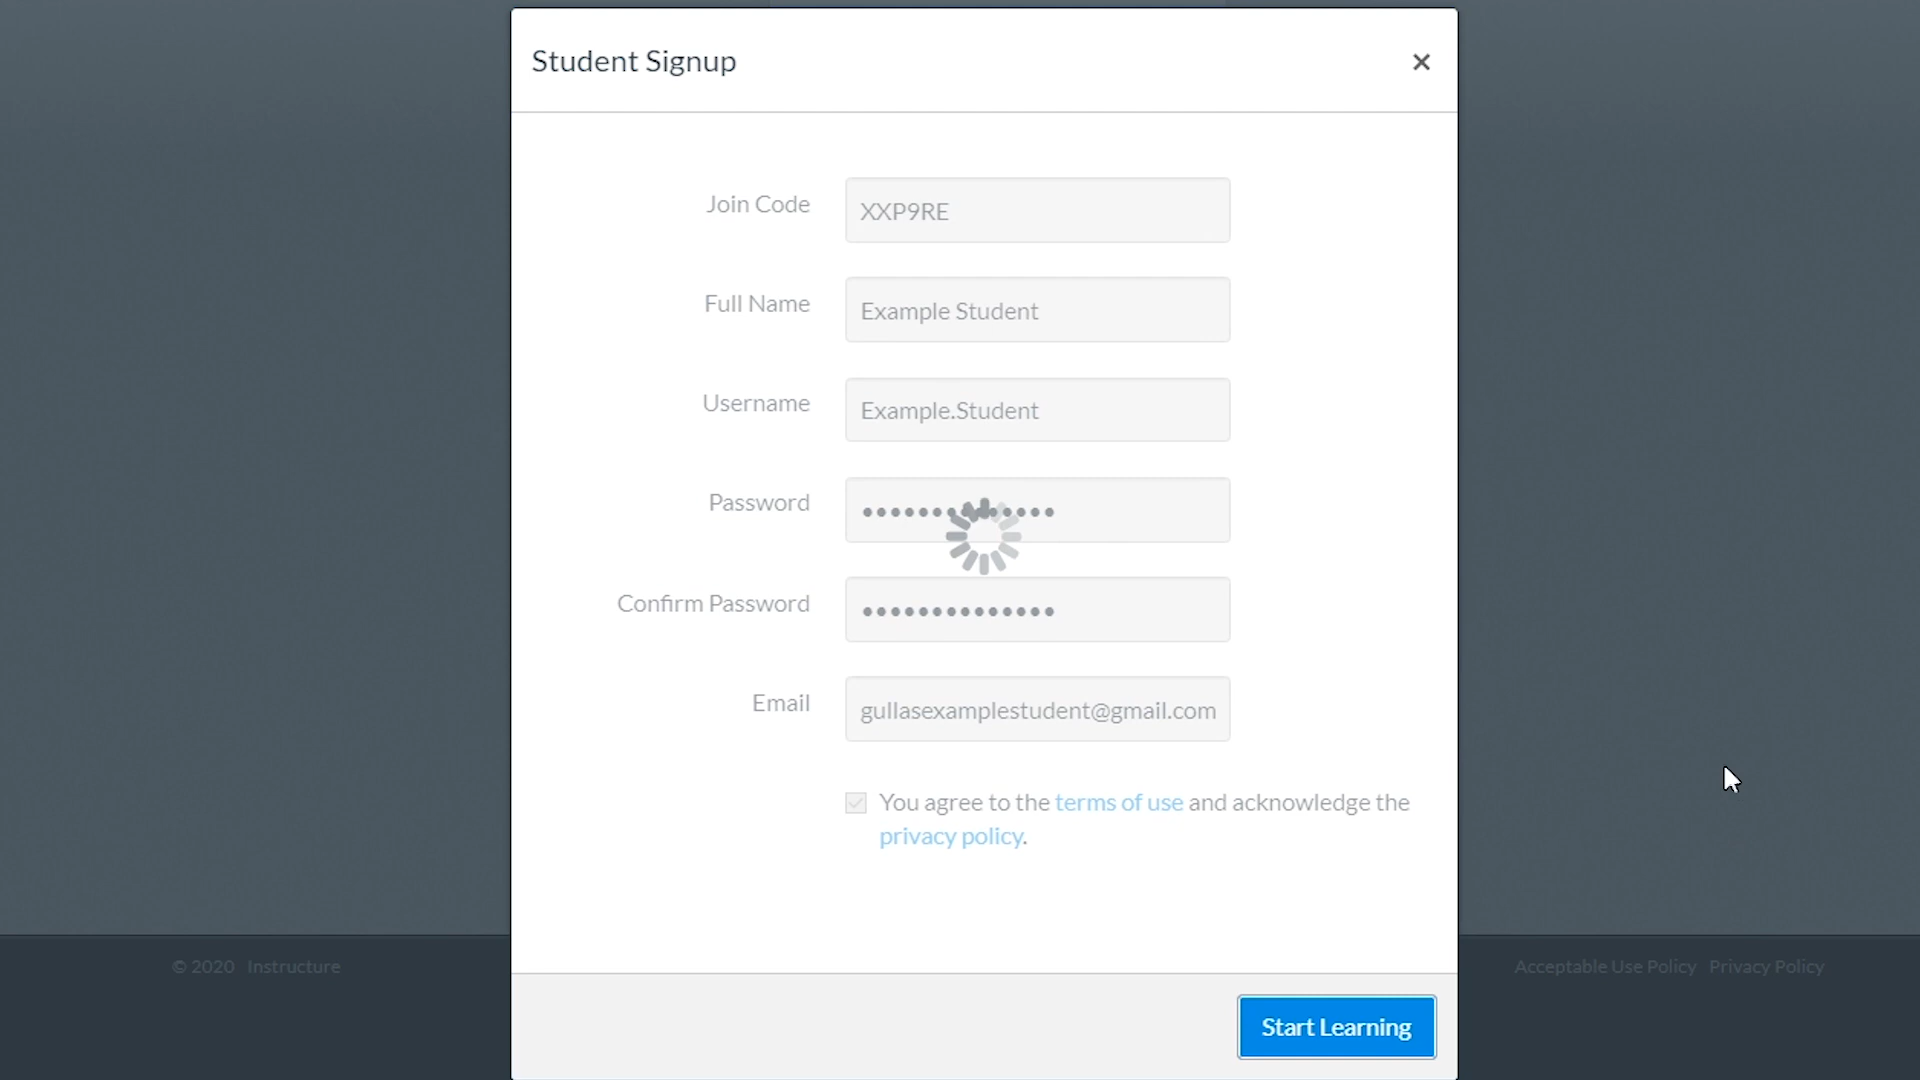 Student Signup
×
Join Code
XXP9RE
Full Name
Example Student
Username
Example.Student
Password
••••••••••••••
Confirm Password
••••••••••••••
Email
gullasexamplestudent@gmail.com
You agree to the terms of use and acknowledge the
privacy policy.
© 2020 Instructure
Acceptable Use Policy Privacy Policy
Start Learning